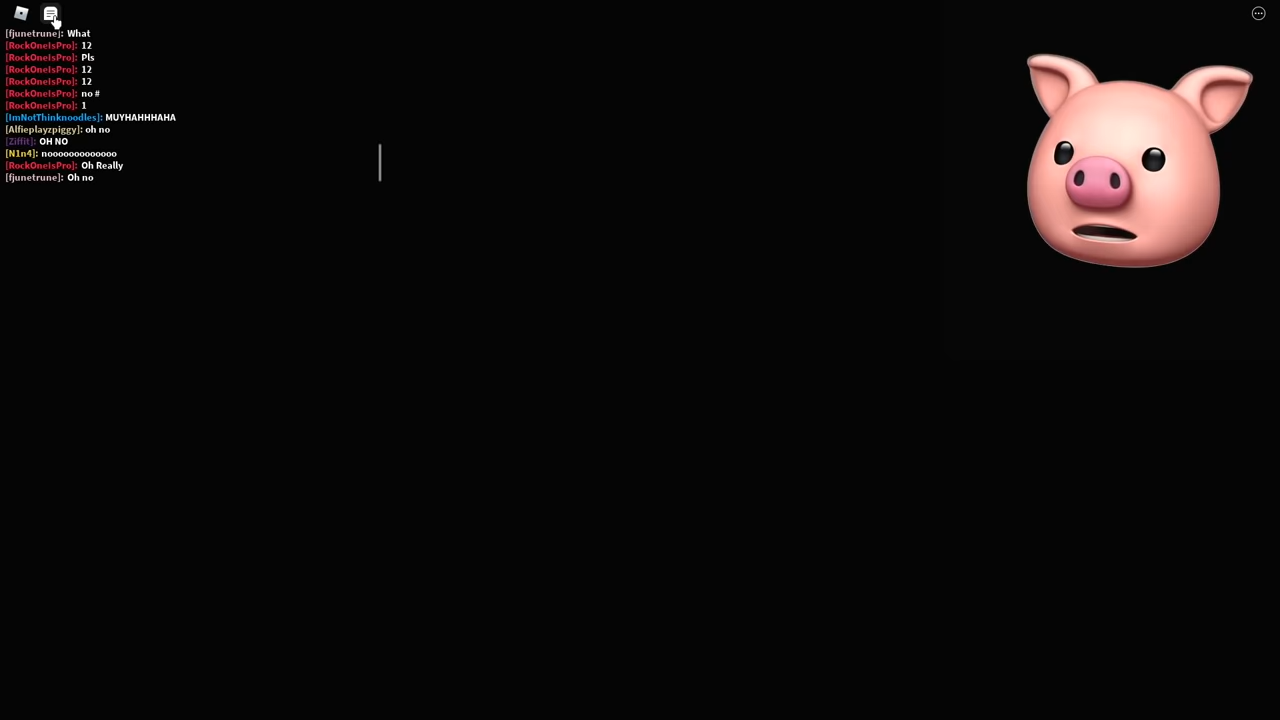 [fjunetrune]: What
[RockOneIsPro]: 12
[RockOneIsPro]: Pls
[RockOneIsPro]: 12
[RockOneIsPro]: 12
[RockOneIsPro]: no #
[RockOneIsPro]: 1
[ImNotThinknoodles]: MUYHAHHHAHA
[Alfieplayzpiggy]: oh no
[Ziffit]: OH NO
[N1n4]: nooooooooooooo
[RockOneIsPro]: Oh Really
[fjunetrune]: Oh no